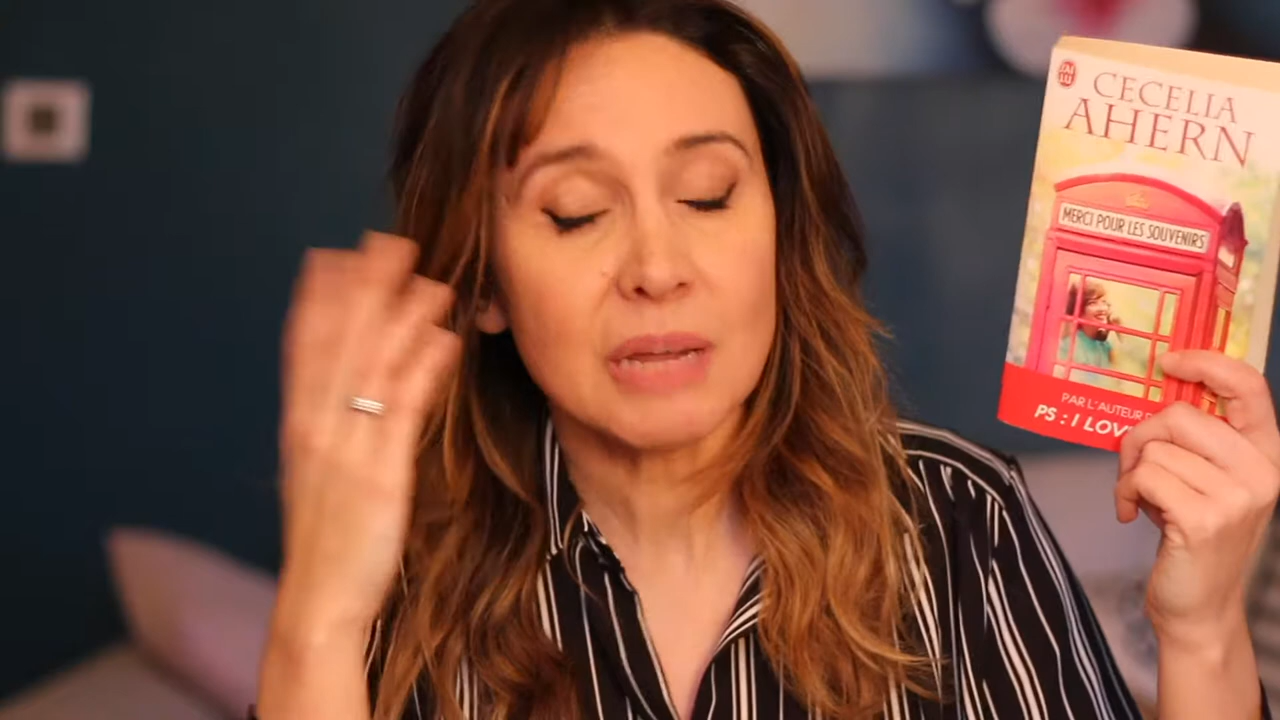 J'AI
LU
CECELIA
AHERN
MERCI POUR LES SOUVENIRS
PAR L'AUTEUR
PS : I LOV